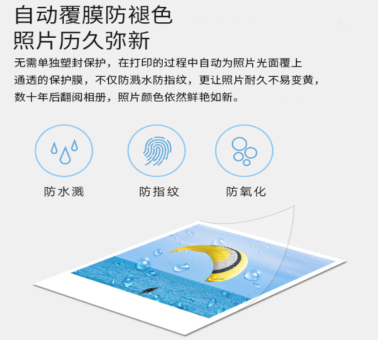 自动覆膜防褪色
照片历久弥新
无需单独塑封保护，在打印的过程中自动为照片光面覆上
通透的保护膜，不仅防溅水防指纹，更让照片耐久不易变黄，
数十年后翻阅相册，照片颜色依然鲜艳如新。
防水溅 防指纹 防氧化